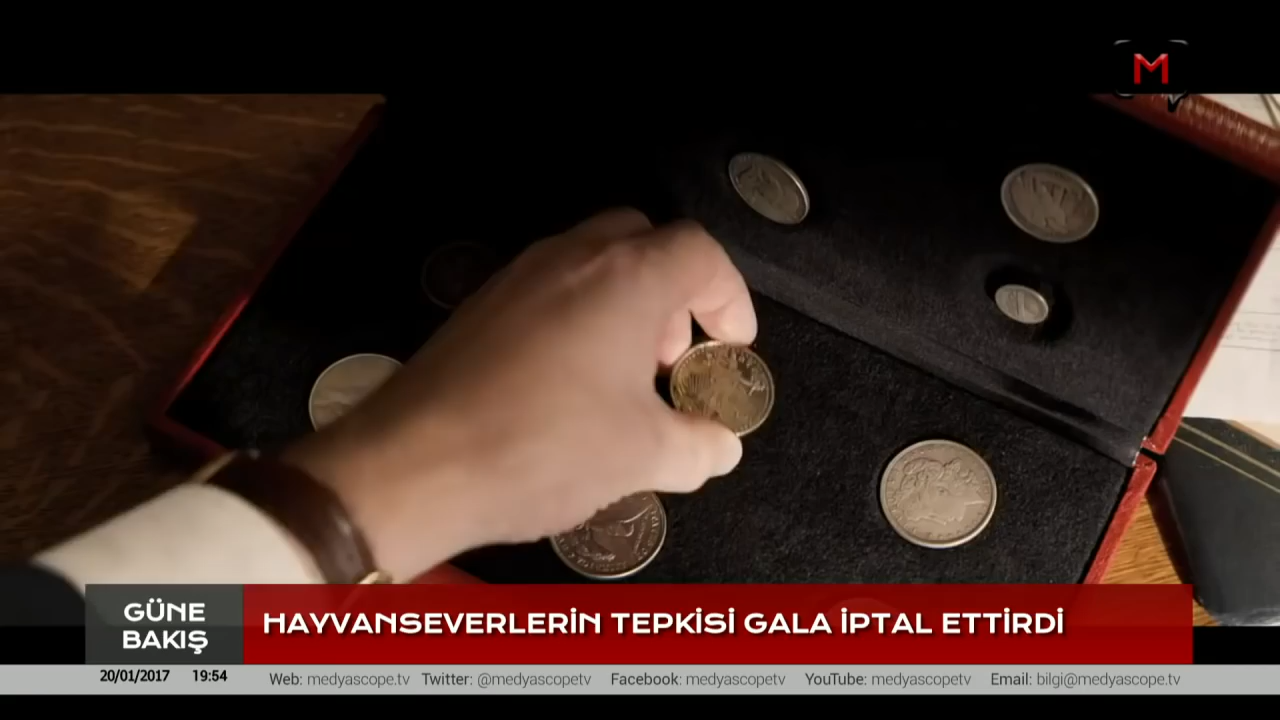 M
GÜNE
BAKIŞ
HAYVANSEVERLERİN TEPKİSİ GALA İPTAL ETTİRDİ
20/01/2017 19:54 Web: medyascope.tv Twitter: @medyascopetv Facebook: medyascopetv YouTube: medyascopetv Email: bilgi@medyascope.tv